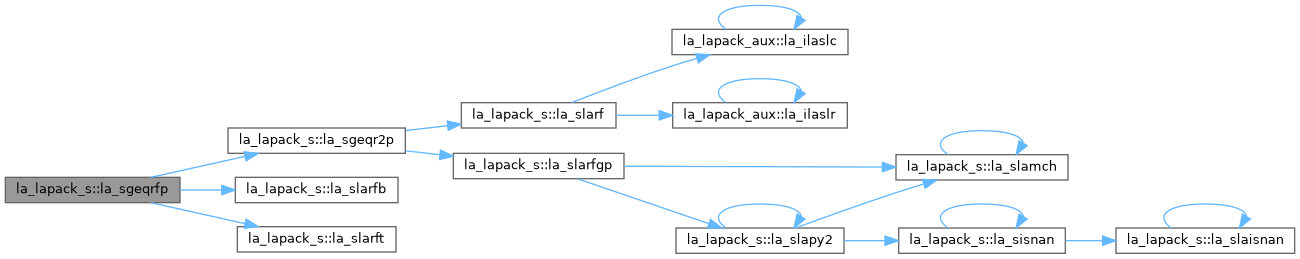 la_lapack_aux::la_ilaslc
la_lapack_s::la_slarf
la_lapack_aux::la_ilaslr
la_lapack_s::la_sgeqr2p
la_lapack_s::la_slarfgp
la_lapack_s::la_slamch
la_lapack_s::la_sgeqrfp
la_lapack_s::la_slarfb
la_lapack_s::la_slarft
la_lapack_s::la_slapy2
la_lapack_s::la_sisnan
la_lapack_s::la_slaisnan